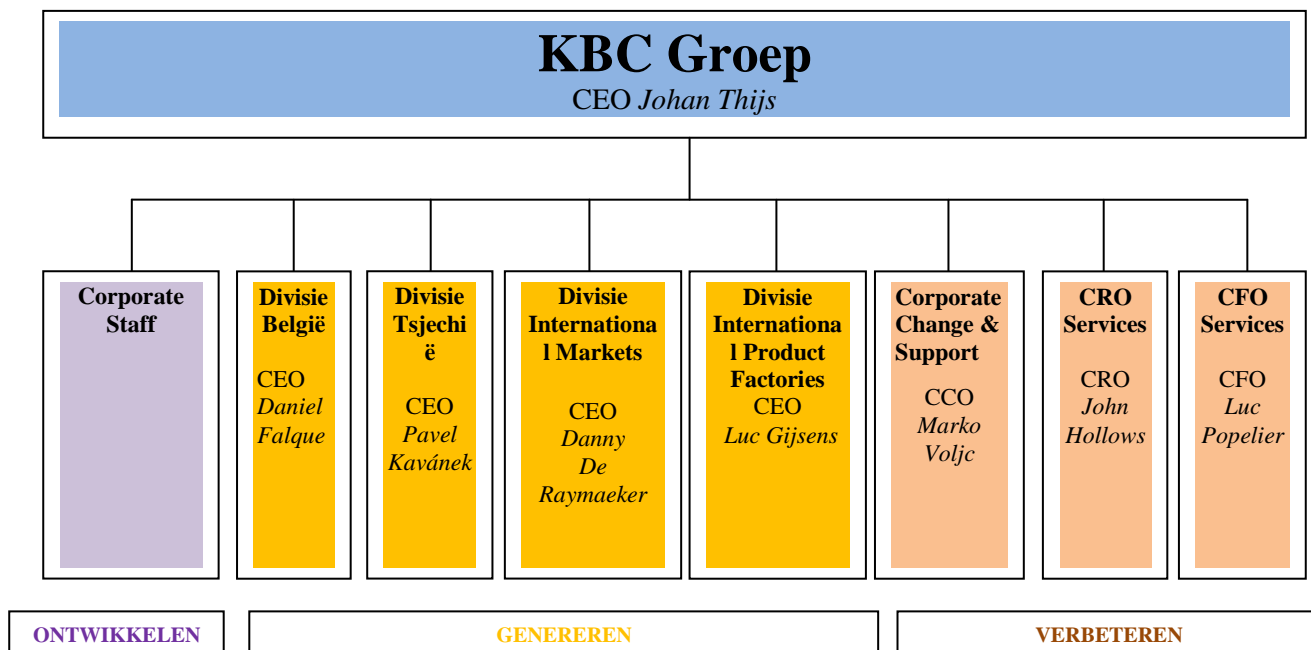 KBC Groep
CEO Johan Thijs
Corporate
Staff
Divisie
België
CEO
Daniel
Falque
Divisie
Tsjechi
ë
CEO
Pavel
Kavánek
Divisie
Internationa
l Markets
CEO
Danny
De
Raymaeker
Divisie
Internationa
l Product
Factories
CEO
Luc Gijsens
Corporate
Change &
Support
CCO
Marko
Voljc
CRO
Services
CRO
John
Hollows
CFO
Services
CFO
Luc
Popelier
ONTWIKKELEN
GENEREREN
VERBETEREN